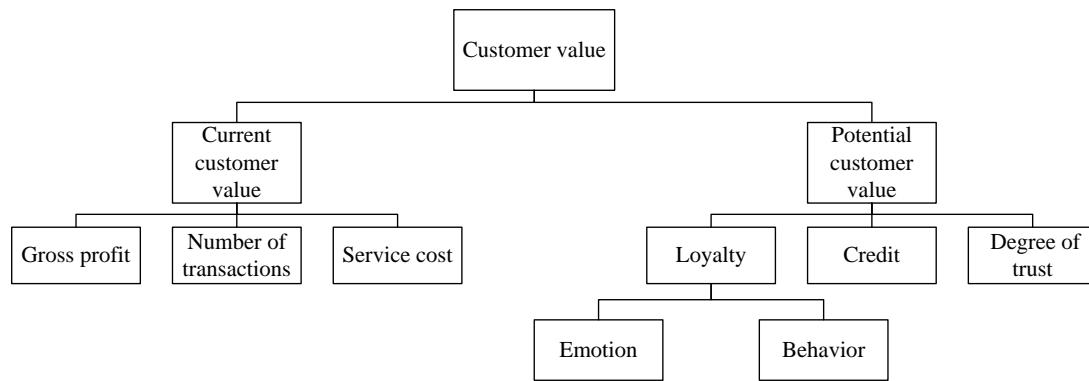 Customer value
Current
customer
value
Potential
customer
value
Gross profit
Number of
transactions
Service cost
Loyalty
Credit
Degree of
trust
Emotion
Behavior